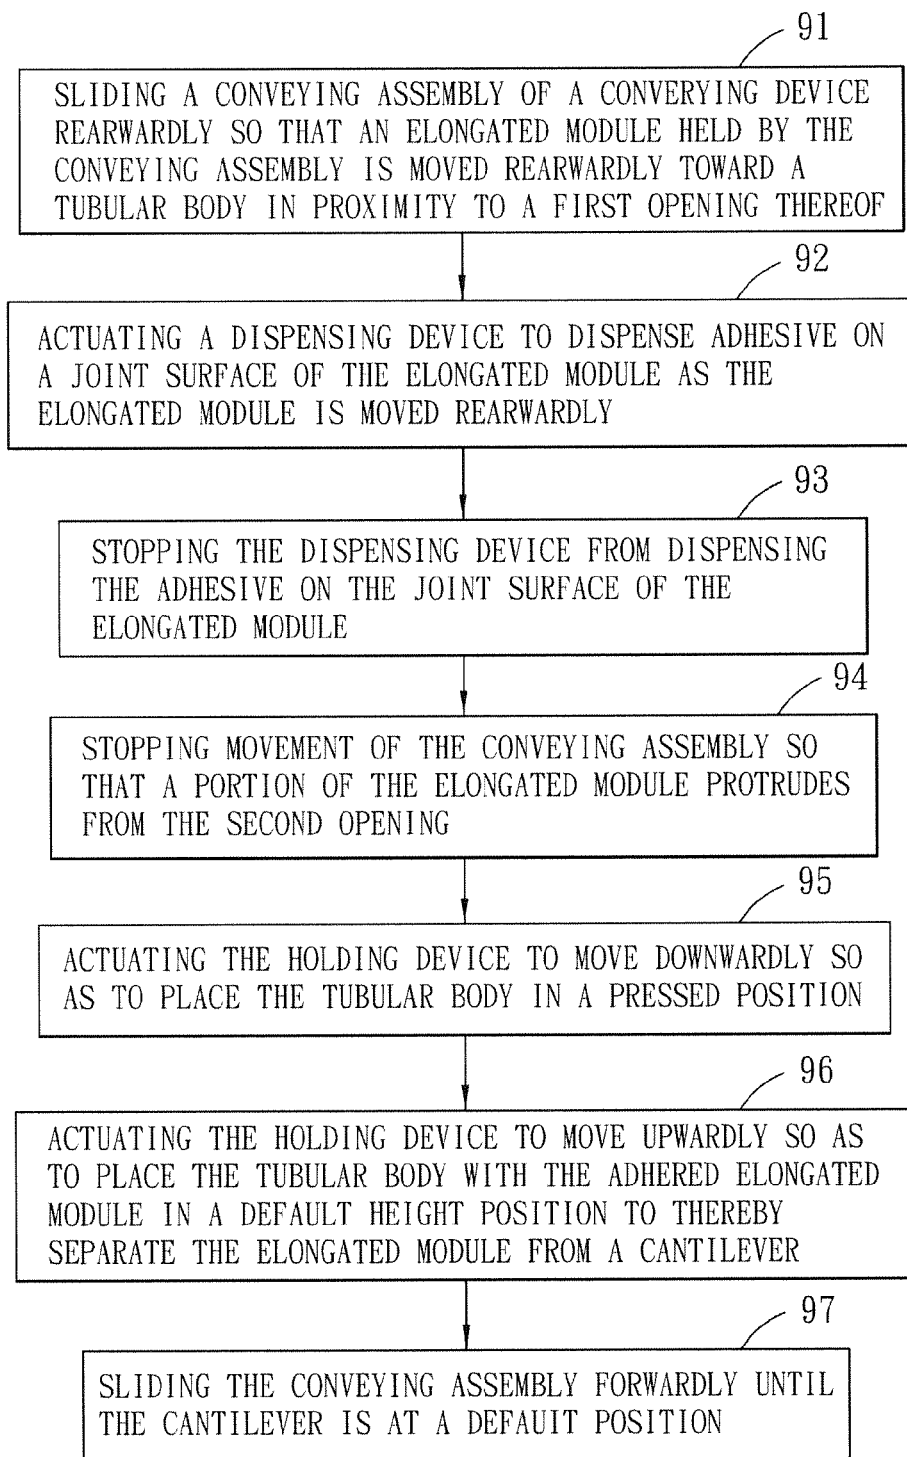 91
SLIDING A CONVEYING ASSEMBLY OF A CONVERYING DEVICE
REARWARDLY SO THAT AN ELONGATED MODULE HELD BY THE
CONVEYING ASSEMBLY IS MOVED REARWARDLY TOWARD A
TUBULAR BODY IN PROXIMITY TO A FIRST OPENING THEREOF
92
ACTUATING A DISPENSING DEVICE TO DISPENSE ADHESIVE ON
A JOINT SURFACE OF THE ELONGATED MODULE AS THE
ELONGATED MODULE IS MOVED REARWARDLY
93
STOPPING THE DISPENSING DEVICE FROM DISPENSING
THE ADHESIVE ON THE JOINT SURFACE OF THE
ELONGATED MODULE
94
STOPPING MOVEMENT OF THE CONVEYING ASSEMBLY SO
THAT A PORTION OF THE ELONGATED MODULE PROTRUDES
FROM THE SECOND OPENING
95
ACTUATING THE HOLDING DEVICE TO MOVE DOWNWARDLY SO
AS TO PLACE THE TUBULAR BODY IN A PRESSED POSITION
96
ACTUATING THE HOLDING DEVICE TO MOVE UPWARDLY SO AS
TO PLACE THE TUBULAR BODY WITH THE ADHERED ELONGATED
MODULE IN A DEFAULT HEIGHT POSITION TO THEREBY
SEPARATE THE ELONGATED MODULE FROM A CANTILEVER
97
SLIDING THE CONVEYING ASSEMBLY FORWARDLY UNTIL
THE CANTILEVER IS AT A DEFAUIT POSITION